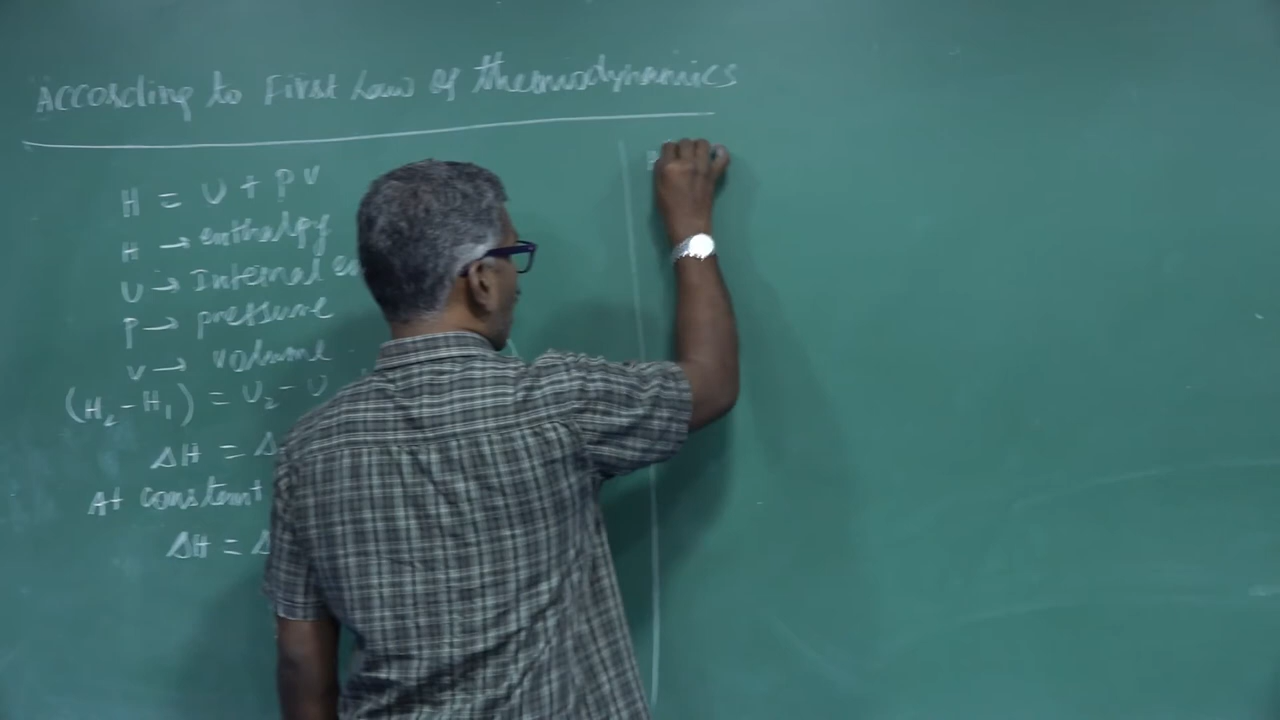 According to First Law of thermodynamics
H = U + PV
H → enthalpy
U → Internal
P → pressure
V → volume
(H₂-H₁) = U₂ - U
ΔH = Δ
At constant
ΔH = Δ